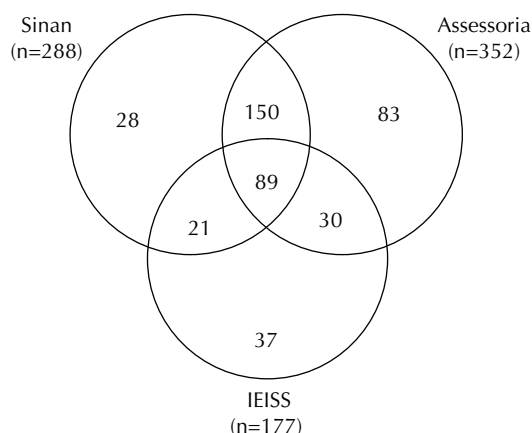 Sinan
(n=288)
Assessoria
(n=352)
28
150
83
89
21
30
37
IEISS
(n=177)